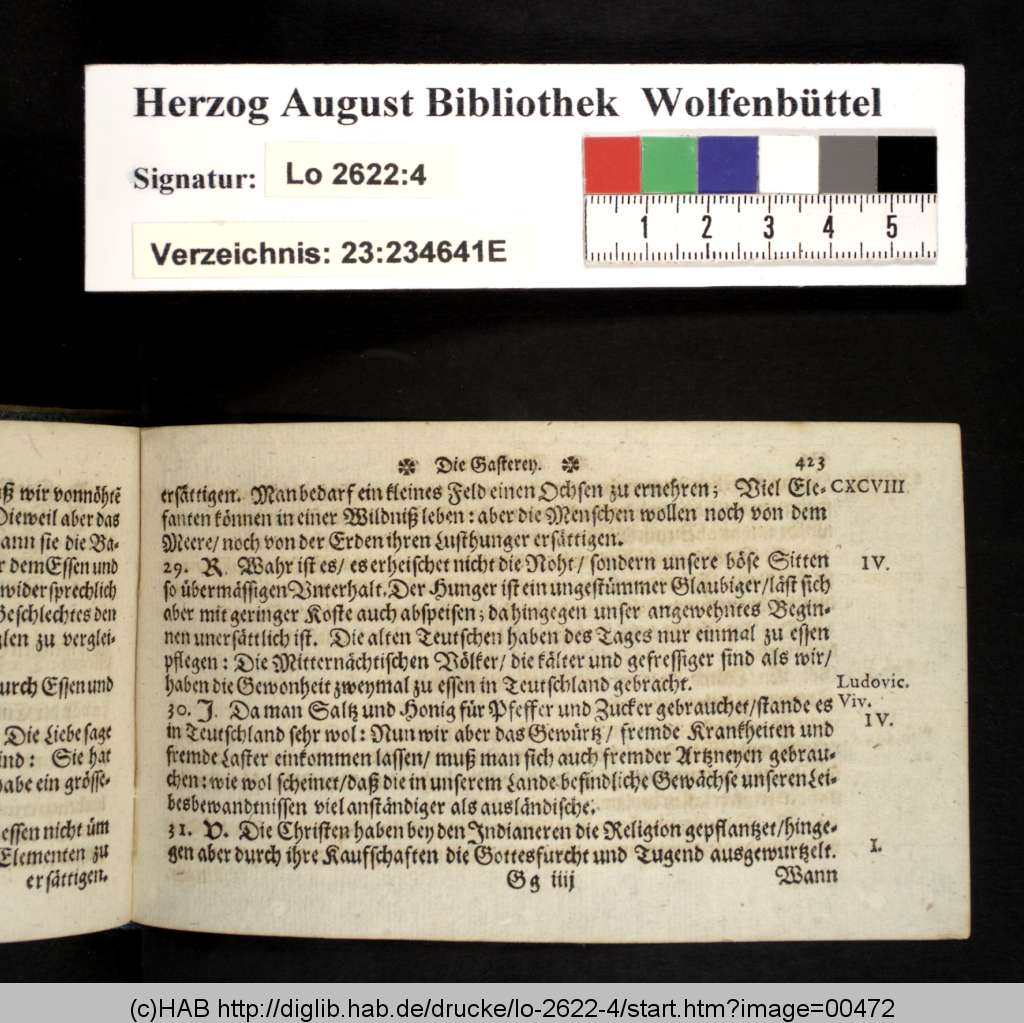 Herzog August Bibliothek Wolfenbüttel
Signatur: Lo 2622:4
Verzeichnis: 23:234641E
1 2 3 4 5
wir vonnöhtẽ
Dieweil aber das
ann sie die Ba-
dem Essen und
widersprechlich
Geschlechtes den
zu verglei-
durch Essen und
Die Liebe sage
Sie hat
habe ein grösse-
essen nicht üm
Elementen zu
ersättigen.
Die Gasterey. 423
ersättigen. Man bedarf ein kleines Feld einen Ochsen zu ernehren; Viel Ele- CXCVIII
fanten können in einer Wildniß leben: aber die Menschen wollen noch von dem
Meere/ noch von der Erden ihren Lusthunger ersättigen.
29. R. Wahr ist es/ es erheischet nicht die Noht/ sondern unsere böse Sitten IV.
so übermässigen Vnterhalt. Der Hunger ist ein ungestümmer Glaubiger/ läst sich
aber mit geringer Koste auch abspeisen; da hingegen unser angewehntes Begin-
nen unersättlich ist. Die alten Teutschen haben des Tages nur einmal zu essen
pflegen: Die Mitternächtischen Völker/ die kälter und gefressiger sind als wir/
haben die Gewonheit zweymal zu essen in Teutschland gebracht. Ludovic.
Viv.
30. J. Da man Saltz und Honig für Pfeffer und Zucker gebrauchet/ stande es IV.
in Teutschland sehr wol: Nun wir aber das Gewürtz/ fremde Krankheiten und
fremde Laster einkommen lassen/ muß man sich auch fremder Artzneyen gebrau-
chen: wie wol scheinet/ daß die in unserem Lande befindliche Gewächse unseren Lei-
besbewandtnissen viel anständiger als ausländische.
31. V. Die Christen haben bey den Indianeren die Religion gepflantzet/ hinge-
gen aber durch ihre Kaufschaften die Gottesfurcht und Tugend ausgewurtzelt. I.
Gg iiij Wann
(c)HAB http://diglib.hab.de/drucke/lo-2622-4/start.htm?image=00472